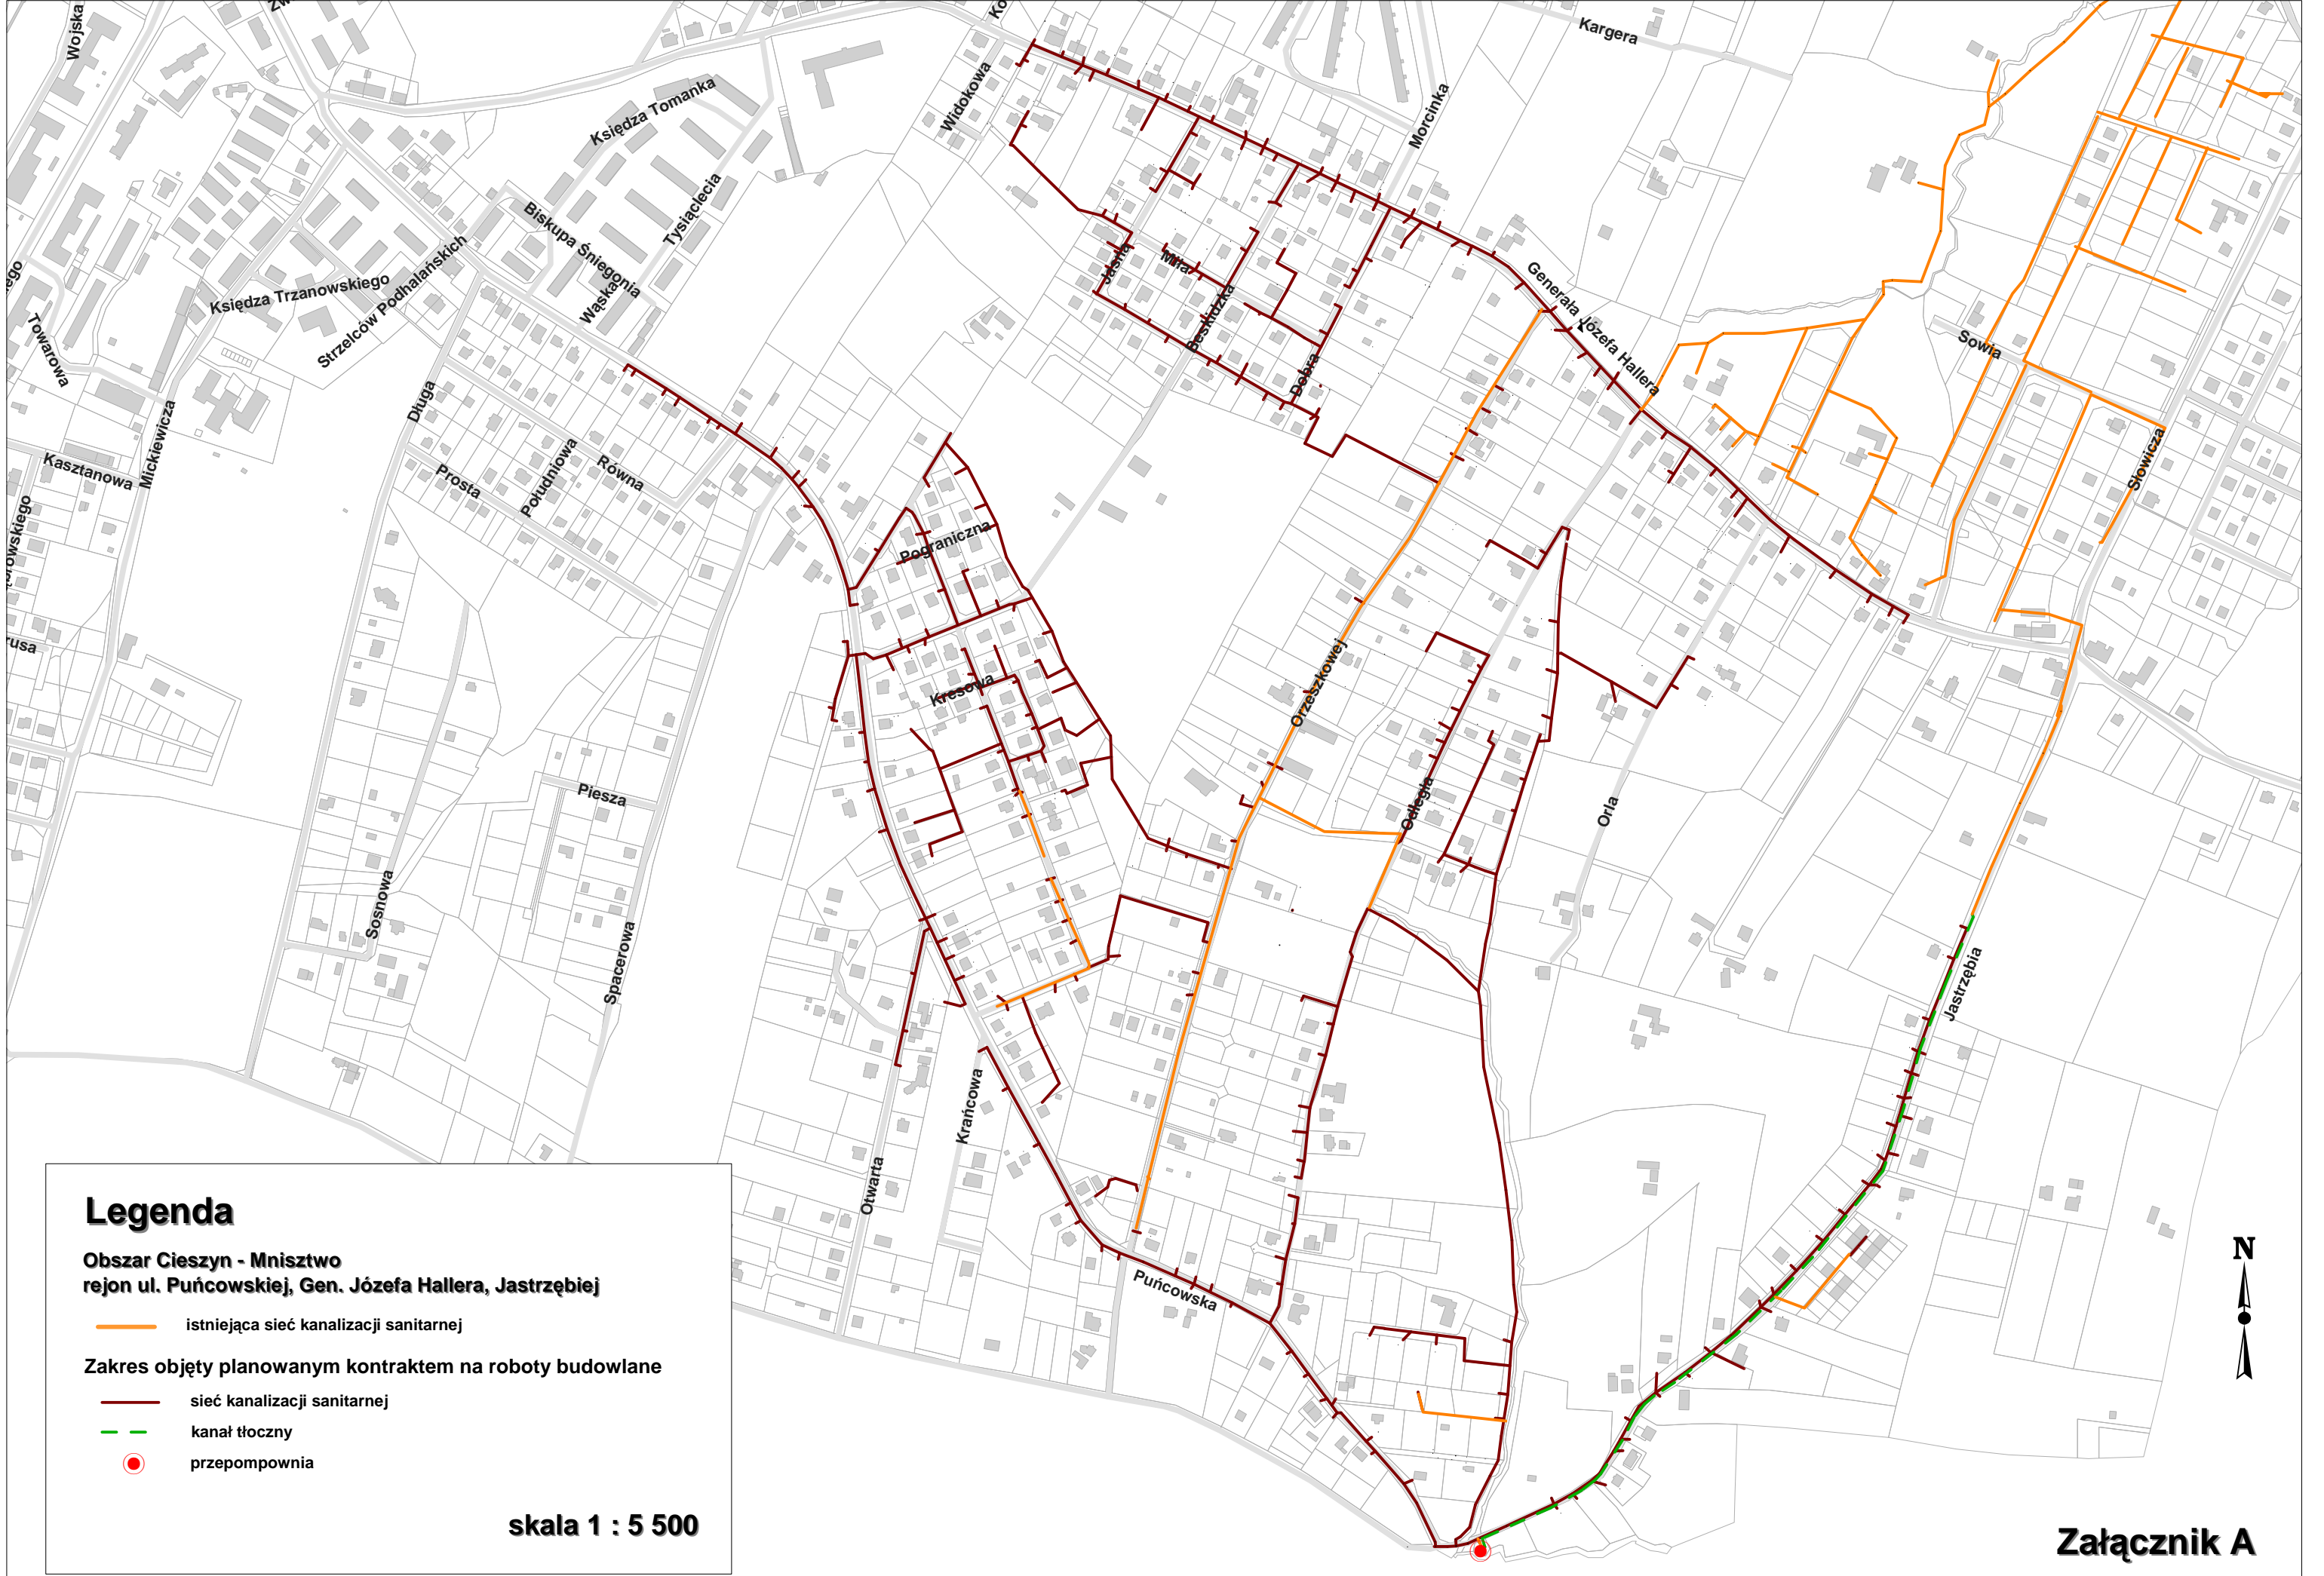 Wojska
Kargera
Widokowa
Księdza Tomanka
Morcinka
Tysiąclecia
Biskupa Śniegonia
Księdza Trzanowskiego
Strzelców Podhalańskich
Wąska
Towarowa
Jasna
Miła
Beskidzka
Dobra
Generała Józefa Hallera
Sowia
Słowicza
Długa
Mickiewicza
Kasztanowa
Prosta
Południowa
Równa
Pograniczna
Kresowa
Orzeszkowej
Odległa
Orla
Piesza
Sosnowa
Spacerowa
Jastrzębia
Krańcowa
Otwarta
Puńcowska
Legenda
Obszar Cieszyn - Mnisztwo
rejon ul. Puńcowskiej, Gen. Józefa Hallera, Jastrzębiej
istniejąca sieć kanalizacji sanitarnej
Zakres objęty planowanym kontraktem na roboty budowlane
sieć kanalizacji sanitarnej
kanał tłoczny
przepompownia
skala 1 : 5 500
N
Załącznik A